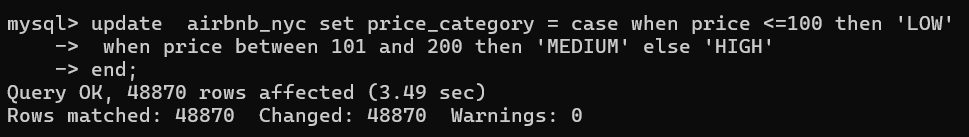 mysql> update  airbnb_nyc set price_category = case when price <=100 then 'LOW'
    ->  when price between 101 and 200 then 'MEDIUM' else 'HIGH'
    -> end;
Query OK, 48870 rows affected (3.49 sec)
Rows matched: 48870  Changed: 48870  Warnings: 0